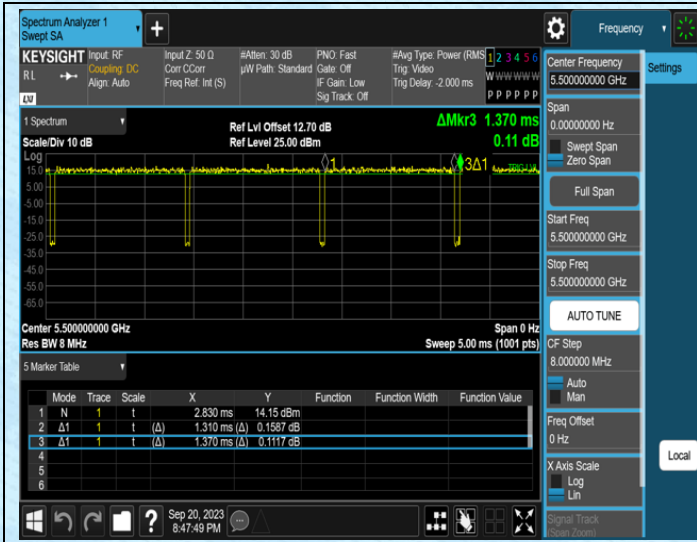 Spectrum Analyzer 1
Swept SA
+
Frequency
KEYSIGHT
RL
LXI
Input: RF
Coupling: DC
Align: Auto
Input Z: 50 Ω
Corr CCorr
Freq Ref: Int (S)
#Atten: 30 dB
µW Path: Standard
PNO: Fast
Gate: Off
IF Gain: Low
Sig Track: Off
#Avg Type: Power (RMS
Trig: Video
Trig Delay: -2.000 ms
1 2 3 4 5 6
W W W W W W
P P P P P P
1 Spectrum
Scale/Div 10 dB
Log
Ref Lvl Offset 12.70 dB
Ref Level 25.00 dBm
ΔMkr3 1.370 ms
0.11 dB
1
3Δ1
15.0
5.00
-5.00
-15.0
-25.0
-35.0
-45.0
-55.0
-65.0
Center 5.500000000 GHz
Res BW 8 MHz
Span 0 Hz
Sweep 5.00 ms (1001 pts)
5 Marker Table
Mode Trace Scale X Y Function Function Width Function Value
1 N 1 t 2.830 ms 14.15 dBm
2 Δ1 1 t (Δ) 1.310 ms (Δ) 0.1587 dB
3 Δ1 1 t (Δ) 1.370 ms (Δ) 0.1117 dB
4
5
6
?
Sep 20, 2023
8:47:49 PM
Center Frequency
5.500000000 GHz
Span
0.00000000 Hz
Swept Span
Zero Span
Full Span
Start Freq
5.500000000 GHz
Stop Freq
5.500000000 GHz
AUTO TUNE
CF Step
8.000000 MHz
Auto
Man
Freq Offset
0 Hz
X Axis Scale
Log
Lin
Signal Track
(Span Zoom)
Settings
Local